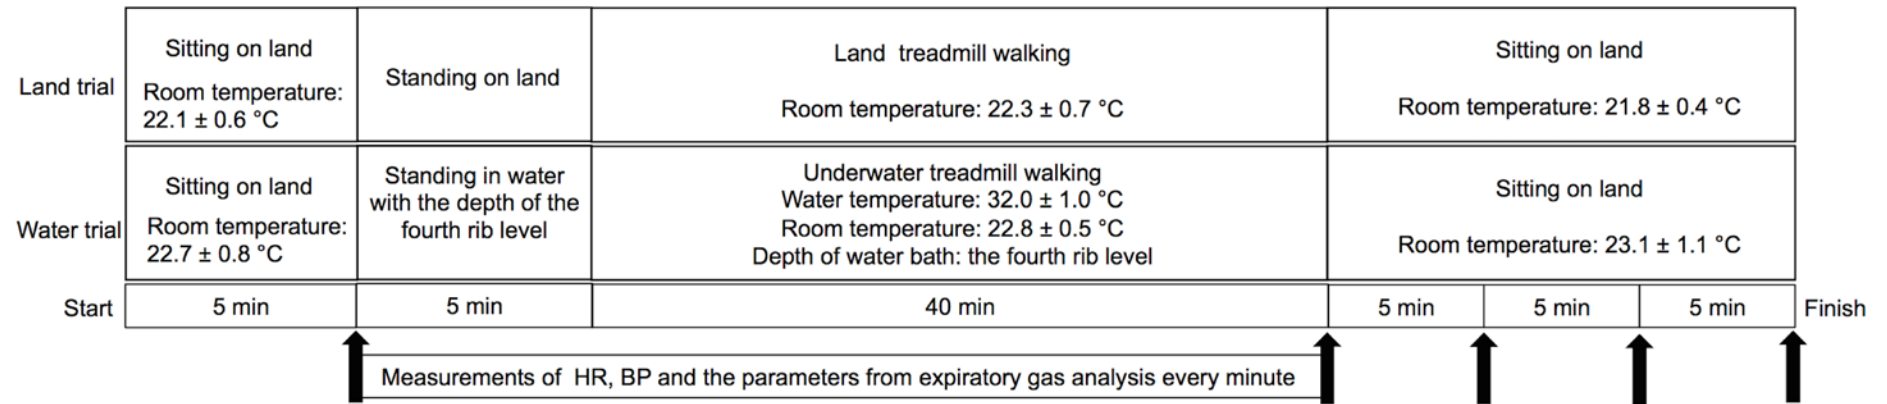 Land trial
Sitting on land
Room temperature:
22.1 ± 0.6 °C
Standing on land
Land  treadmill walking
Room temperature: 22.3 ± 0.7 °C
Sitting on land
Room temperature: 21.8 ± 0.4 °C
Water trial
Sitting on land
Room temperature:
22.7 ± 0.8 °C
Standing in water
with the depth of the
fourth rib level
Underwater treadmill walking
Water temperature: 32.0 ± 1.0 °C
Room temperature: 22.8 ± 0.5 °C
Depth of water bath: the fourth rib level
Sitting on land
Room temperature: 23.1 ± 1.1 °C
Start
5 min
5 min
40 min
5 min
5 min
5 min
Finish
Measurements of  HR, BP and the parameters from expiratory gas analysis every minute